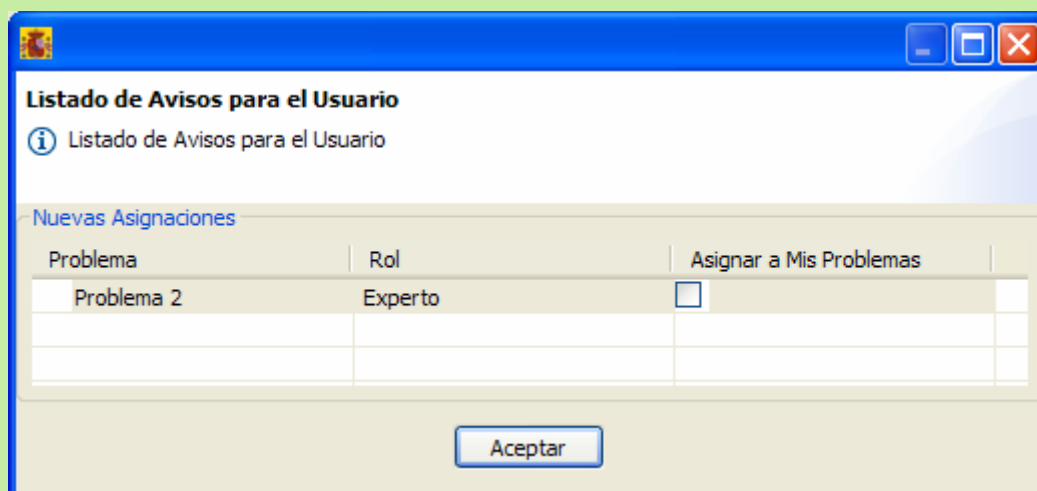 Listado de Avisos para el Usuario
Listado de Avisos para el Usuario
Nuevas Asignaciones
Problema Rol Asignar a Mis Problemas
Problema 2 Experto
Aceptar